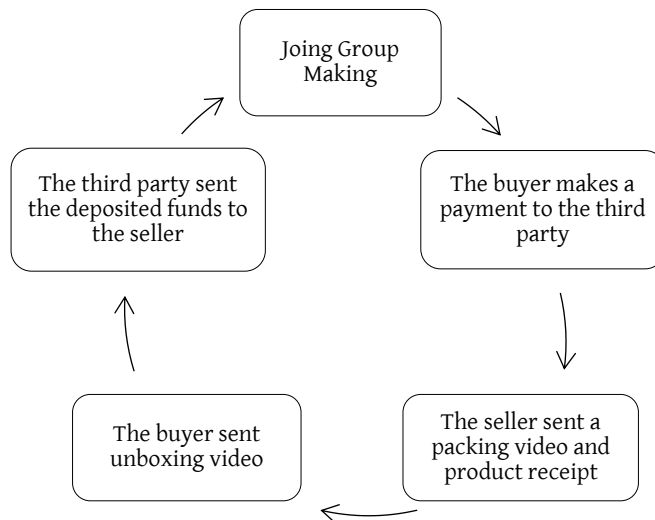 Joing Group
Making
The buyer makes a
payment to the third
party
The seller sent a
packing video and
product receipt
The buyer sent
unboxing video
The third party sent
the deposited funds to
the seller